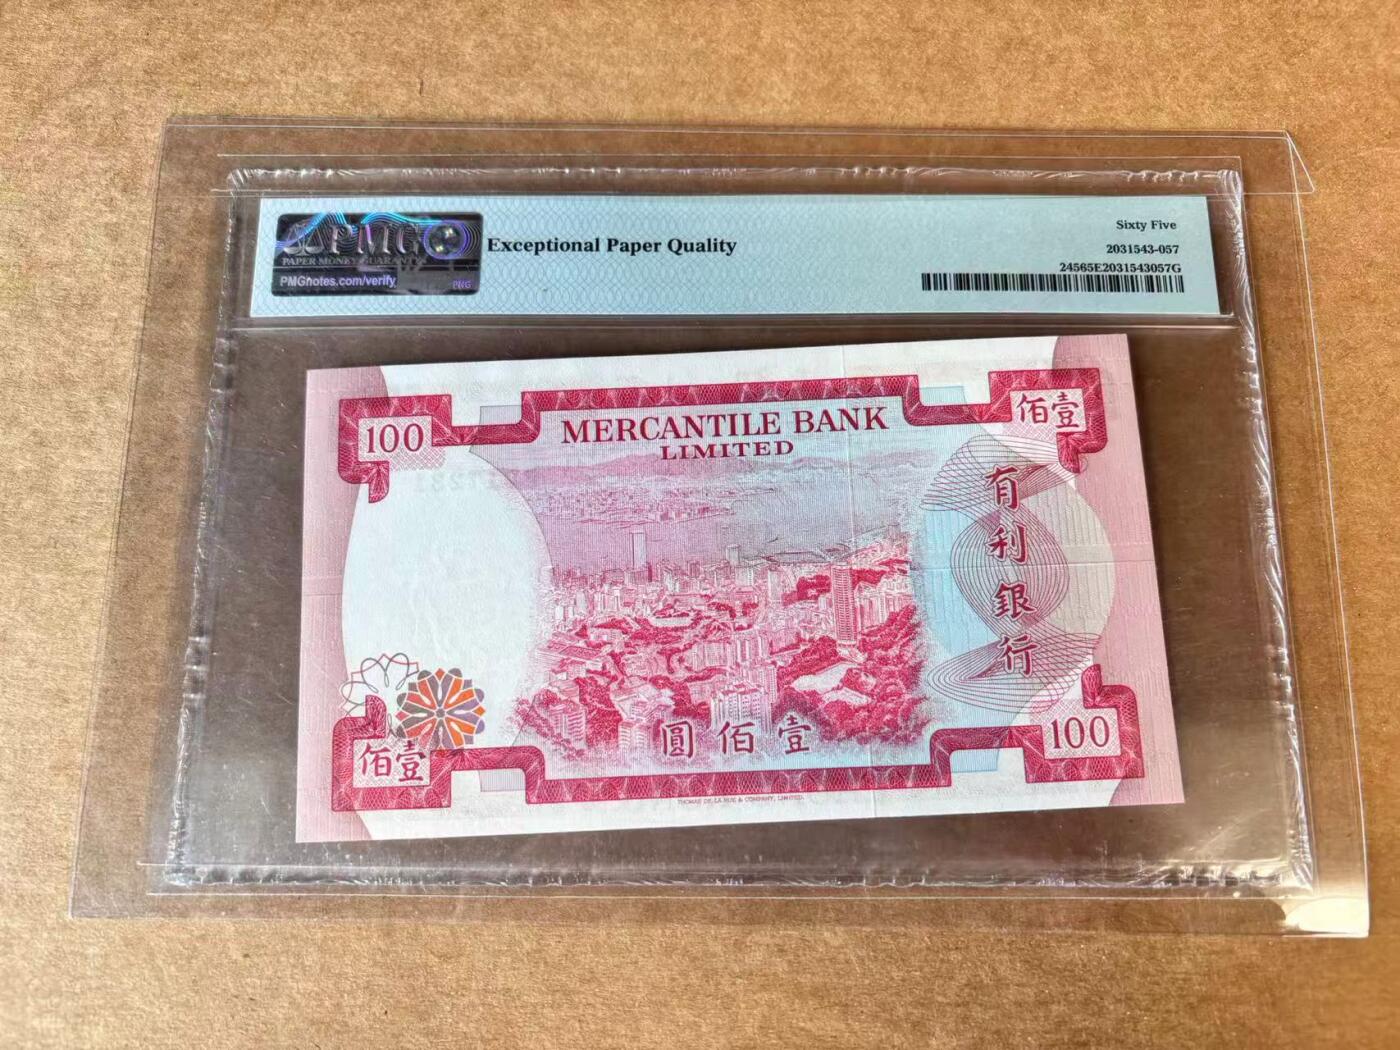 PMG
PAPER MONEY GUARANTY
PMGnotes.com/verify
PMG
Exceptional Paper Quality
Sixty Five
2031543-057
24565E2031543057G
100
MERCANTILE BANK
LIMITED
佰壹
有
利
銀
行
圓佰壹
佰壹
100
THOMAS DE LA RUE & COMPANY, LIMITED.